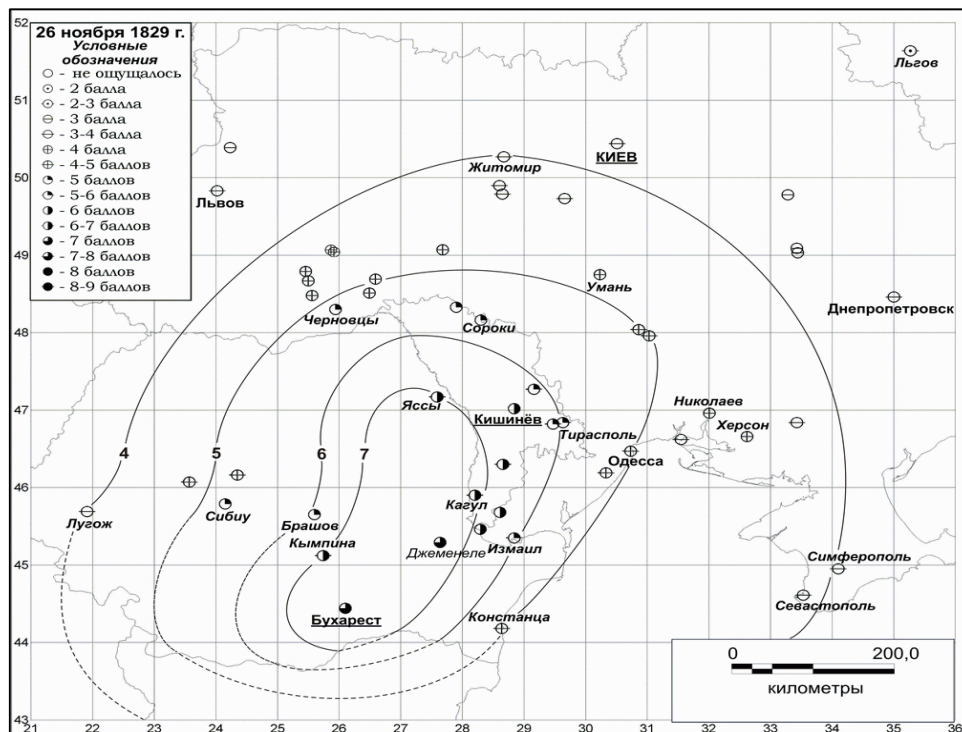 26 ноября 1829 г.
Условные
обозначения
- не ощущалось
- 2 балла
- 2-3 балла
- 3 балла
- 3-4 балла
- 4 балла
- 4-5 баллов
- 5 баллов
- 5-6 баллов
- 6 баллов
- 6-7 баллов
- 7 баллов
- 7-8 баллов
- 8 баллов
- 8-9 баллов
52
51
50
49
48
47
46
45
44
43
Льгов
КИЕВ
Житомир
Львов
Умань
Черновцы
Сороки
Днепропетровск
Николаев
Яссы
Кишинёв
Херсон
Тирасполь
4
5
6
7
Одесса
Кагул
Сибиу
Лугож
Брашов
Кымпина
Джеменеле
Измаил
Симферополь
Севастополь
Бухарест
Констанца
0
200,0
километры
21
22
23
24
25
26
27
28
29
30
31
32
33
34
35
36